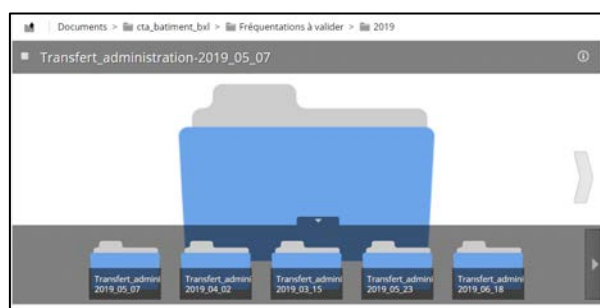 Documents > cta_batiment_bxl > Fréquentations à valider > 2019
Transfert_administration-2019_05_07
Transfert_admini
2019_05_07
Transfert_admini
2019_04_02
Transfert_admini
2019_03_15
Transfert_admini
2019_05_23
Transfert_admini
2019_06_18